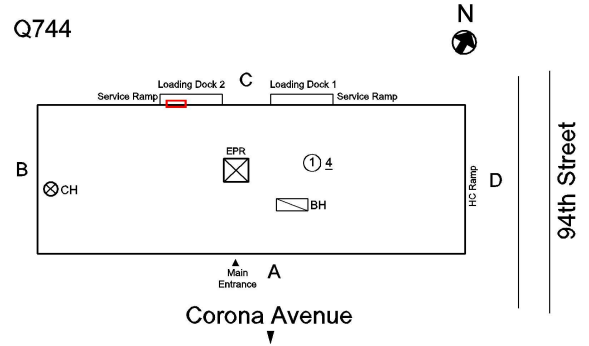 Q744
N
Loading Dock 2
C
Loading Dock 1
Service Ramp
Service Ramp
EPR
1 4
B
CH
HC Ramp
D
94th Street
BH
Main
Entrance
A
Corona Avenue